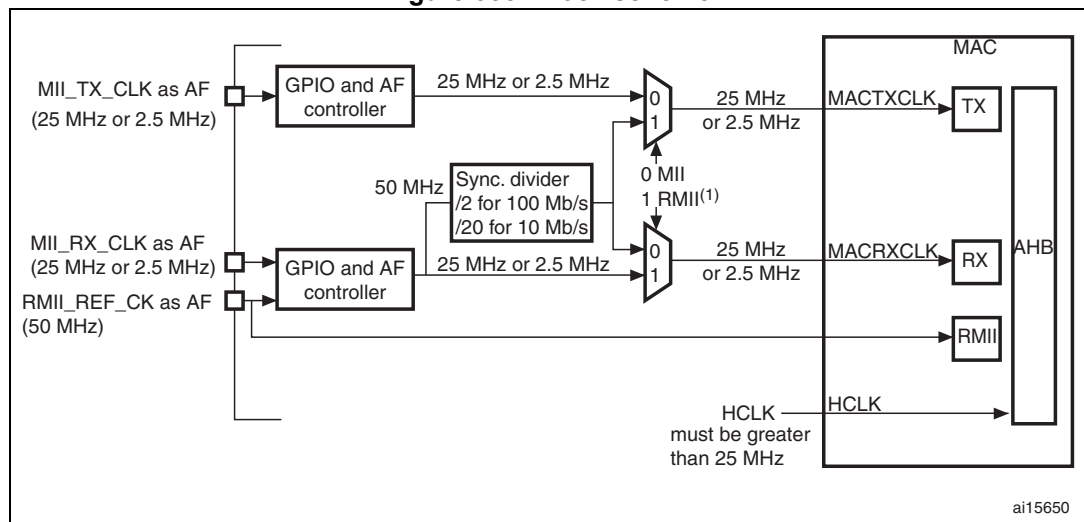 MAC
MII_TX_CLK as AF
(25 MHz or 2.5 MHz)
GPIO and AF
controller
25 MHz or 2.5 MHz
0
1
25 MHz
or 2.5 MHz
MACTXCLK
TX
50 MHz
Sync. divider
/2 for 100 Mb/s
/20 for 10 Mb/s
0 MII
1 RMII(1)
MII_RX_CLK as AF
(25 MHz or 2.5 MHz)
RMII_REF_CK as AF
(50 MHz)
GPIO and AF
controller
25 MHz or 2.5 MHz
0
1
25 MHz
or 2.5 MHz
MACRXCLK
RX
AHB
RMII
HCLK
must be greater
than 25 MHz
HCLK
ai15650